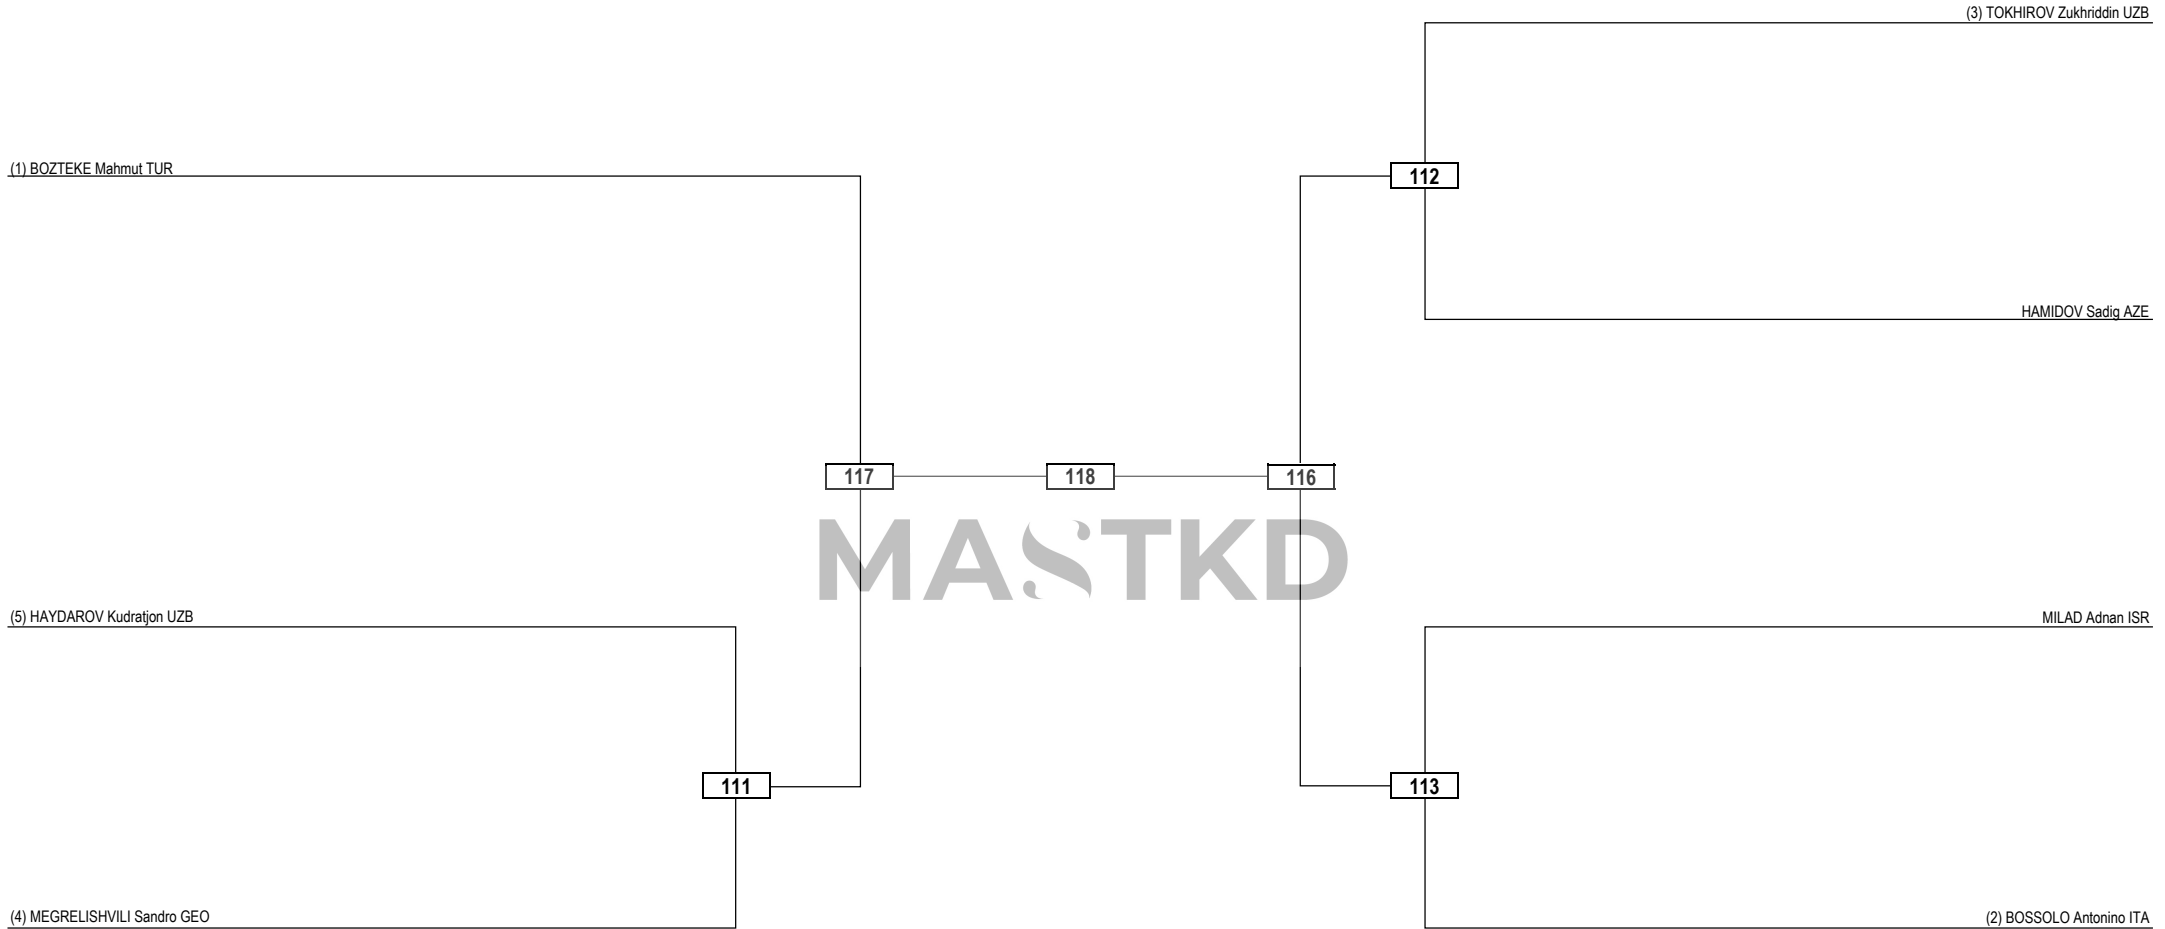 (3) TOKHIROV Zukhriddin UZB
(1) BOZTEKE Mahmut TUR
112
HAMIDOV Sadig AZE
117
118
116
MASTKD
(5) HAYDAROV Kudratjon UZB
MILAD Adnan ISR
111
113
(4) MEGRELISHVILI Sandro GEO
(2) BOSSOLO Antonino ITA